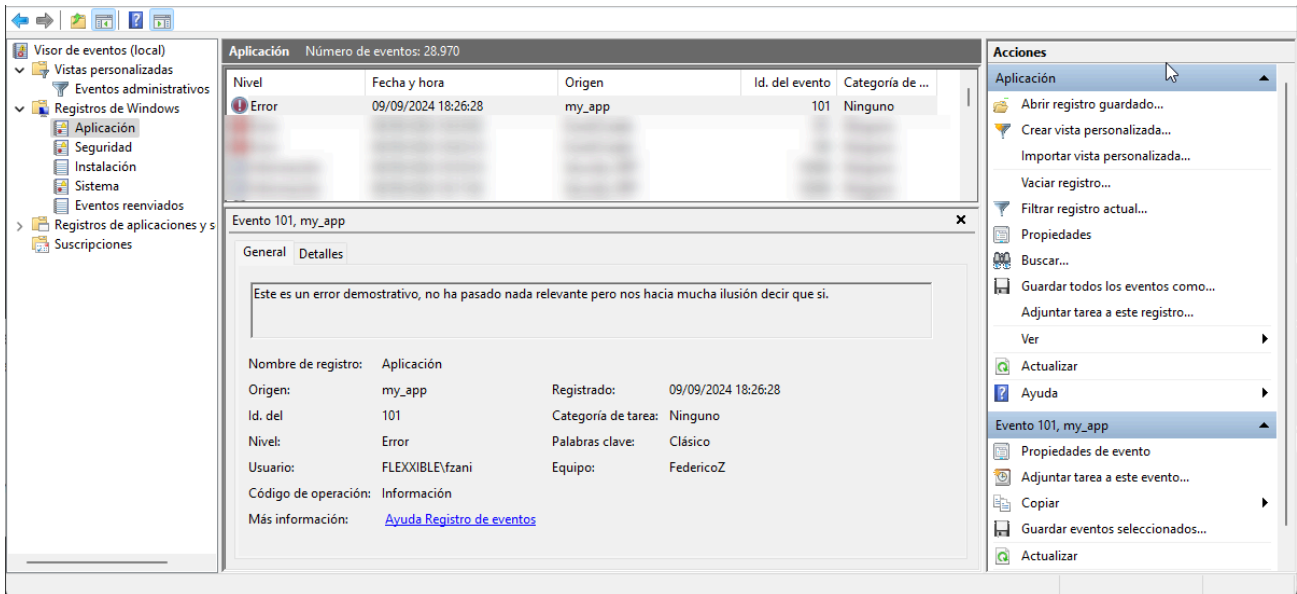 Visor de eventos (local)
Vistas personalizadas
Eventos administrativos
Registros de Windows
Aplicación
Seguridad
Instalación
Sistema
Eventos reenviados
Registros de aplicaciones y s
Suscripciones
Aplicación Número de eventos: 28.970
Nivel Fecha y hora Origen Id. del evento Categoría de ...
Error 09/09/2024 18:26:28 my_app 101 Ninguno
Evento 101, my_app
General Detalles
Este es un error demostrativo, no ha pasado nada relevante pero nos hacia mucha ilusión decir que si.
Nombre de registro: Aplicación
Origen: my_app Registrado: 09/09/2024 18:26:28
Id. del 101 Categoría de tarea: Ninguno
Nivel: Error Palabras clave: Clásico
Usuario: FLEXXIBLE\fzani Equipo: FedericoZ
Código de operación: Información
Más información: Ayuda Registro de eventos
Acciones
Aplicación
Abrir registro guardado...
Crear vista personalizada...
Importar vista personalizada...
Vaciar registro...
Filtrar registro actual...
Propiedades
Buscar...
Guardar todos los eventos como...
Adjuntar tarea a este registro...
Ver
Actualizar
Ayuda
Evento 101, my_app
Propiedades de evento
Adjuntar tarea a este evento...
Copiar
Guardar eventos seleccionados...
Actualizar